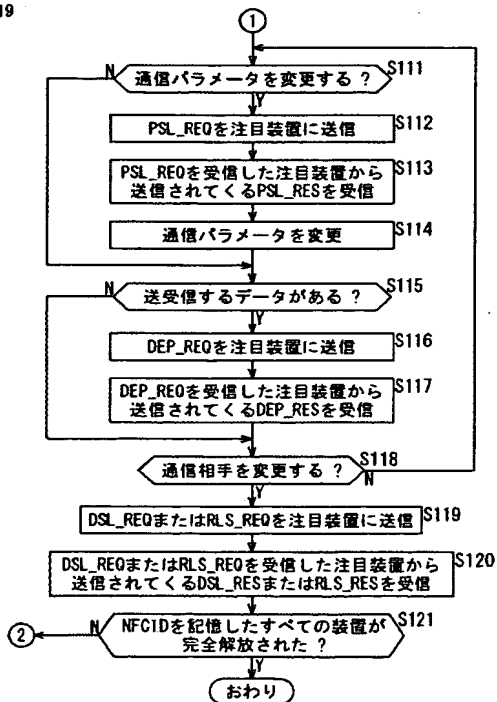 19
1
通信パラメータを変更する ?
S111
N
Y
PSL_REQを注目装置に送信
S112
PSL_REQを受信した注目装置から
送信されてくるPSL_RESを受信
S113
通信パラメータを変更
S114
送受信するデータがある ?
S115
N
Y
DEP_REQを注目装置に送信
S116
DEP_REQを受信した注目装置から
送信されてくるDEP_RESを受信
S117
通信相手を変更する ?
S118
N
Y
DSL_REQまたはRLS_REQを注目装置に送信
S119
DSL_REQまたはRLS_REQを受信した注目装置から
送信されてくるDSL_RESまたはRLS_RESを受信
S120
NFCIDを記憶したすべての装置が
完全解放された ?
S121
2
N
Y
おわり